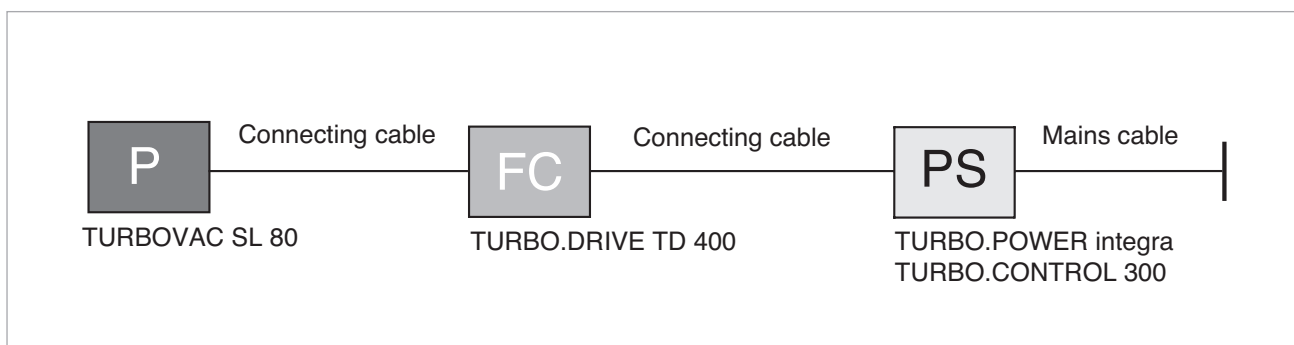 P
Connecting cable
FC
Connecting cable
PS
Mains cable
TURBOVAC SL 80
TURBO.DRIVE TD 400
TURBO.POWER integra
TURBO.CONTROL 300